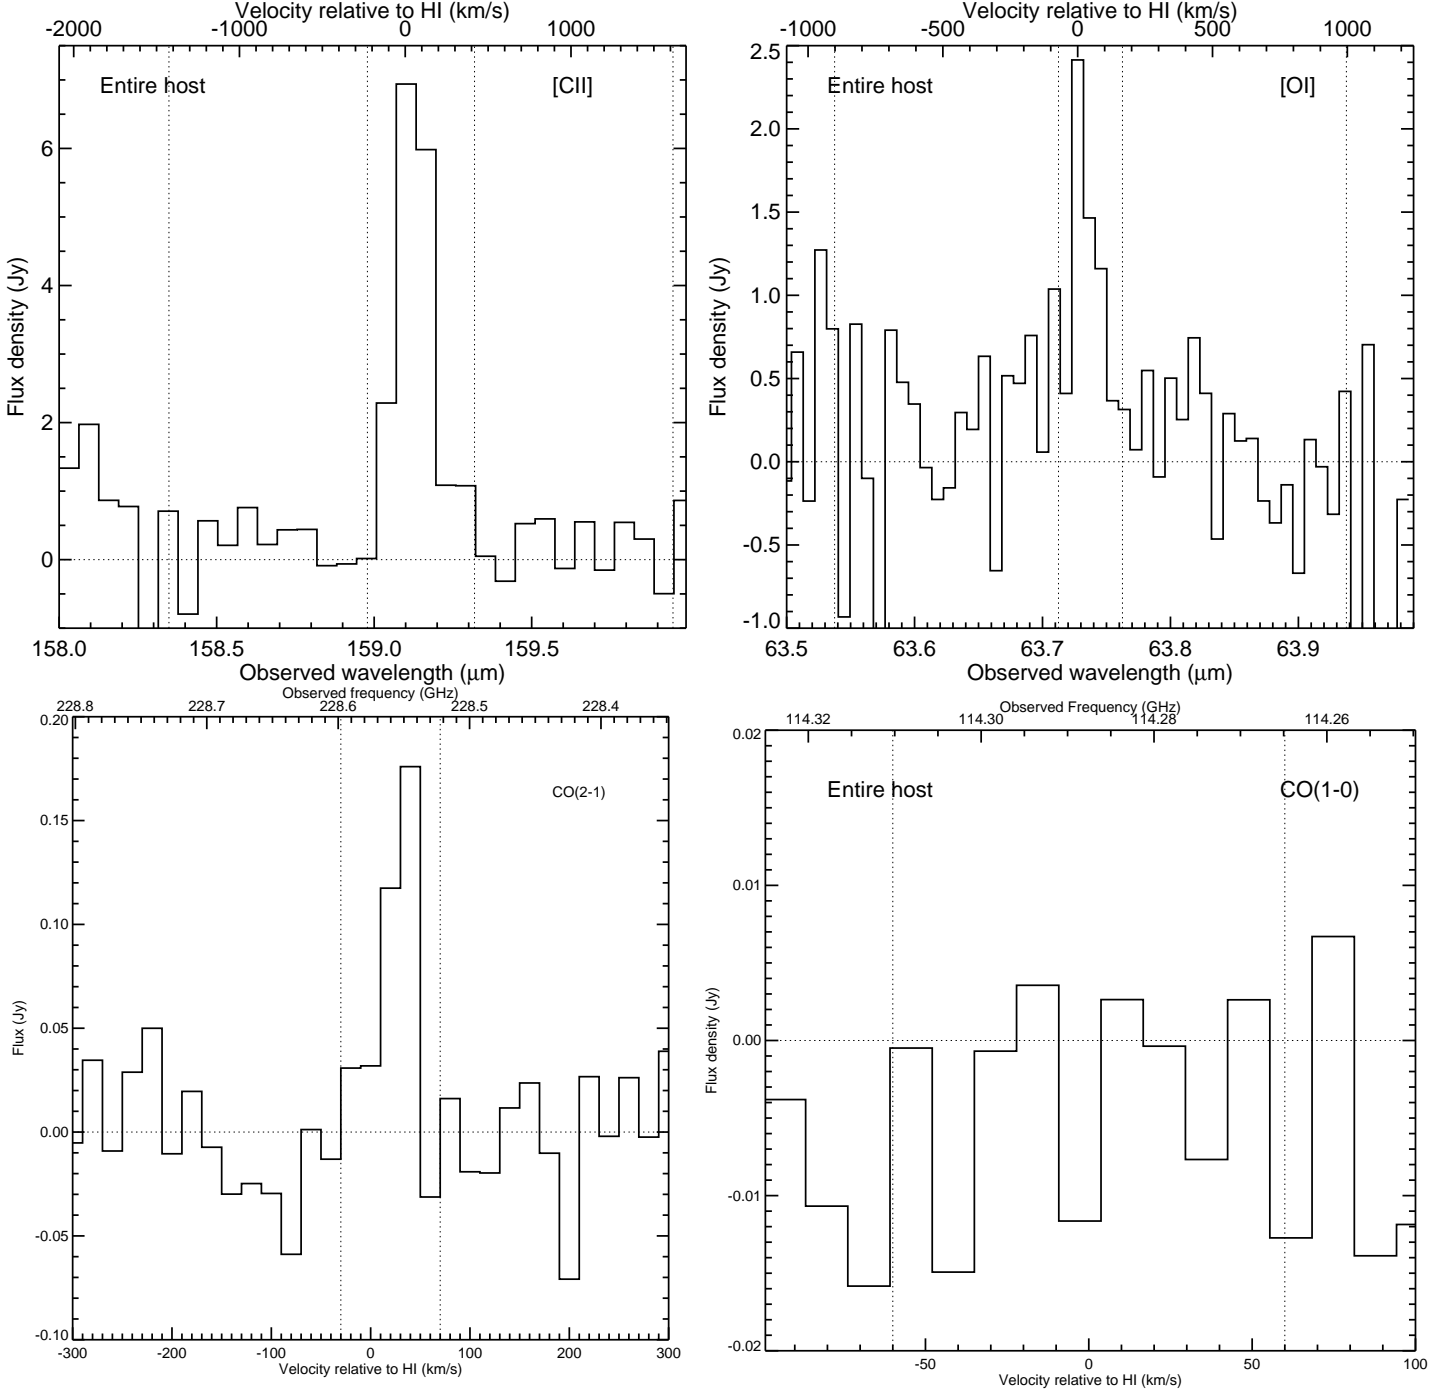 Velocity relative to HI (km/s)
-2000 -1000 0 1000
Entire host [CII]
6
4
2
0
Flux density (Jy)
158.0 158.5 159.0 159.5
Observed wavelength (μm)
Velocity relative to HI (km/s)
-1000 -500 0 500 1000
Entire host [OI]
2.5
2.0
1.5
1.0
0.5
0.0
-0.5
-1.0
Flux density (Jy)
63.5 63.6 63.7 63.8 63.9
Observed wavelength (μm)
Observed frequency (GHz)
228.8 228.7 228.6 228.5 228.4
CO(2-1)
0.20
0.15
0.10
0.05
0.00
-0.05
-0.10
Flux (Jy)
-300 -200 -100 0 100 200 300
Velocity relative to HI (km/s)
Observed Frequency (GHz)
114.32 114.30 114.28 114.26
Entire host CO(1-0)
0.02
0.01
0.00
-0.01
-0.02
Flux density (Jy)
-50 0 50 100
Velocity relative to HI (km/s)